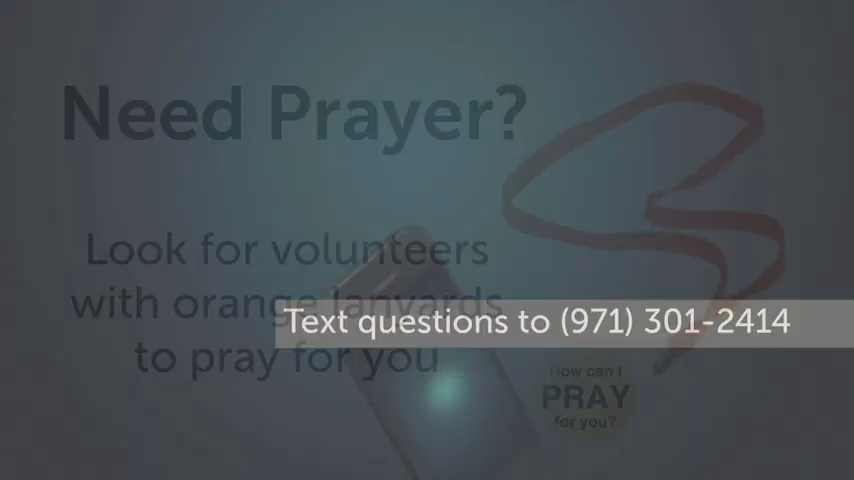 Need Prayer?
Look for volunteers
with orange lanyards
to pray for you
Text questions to (971) 301-2414
How can I
PRAY
for you?